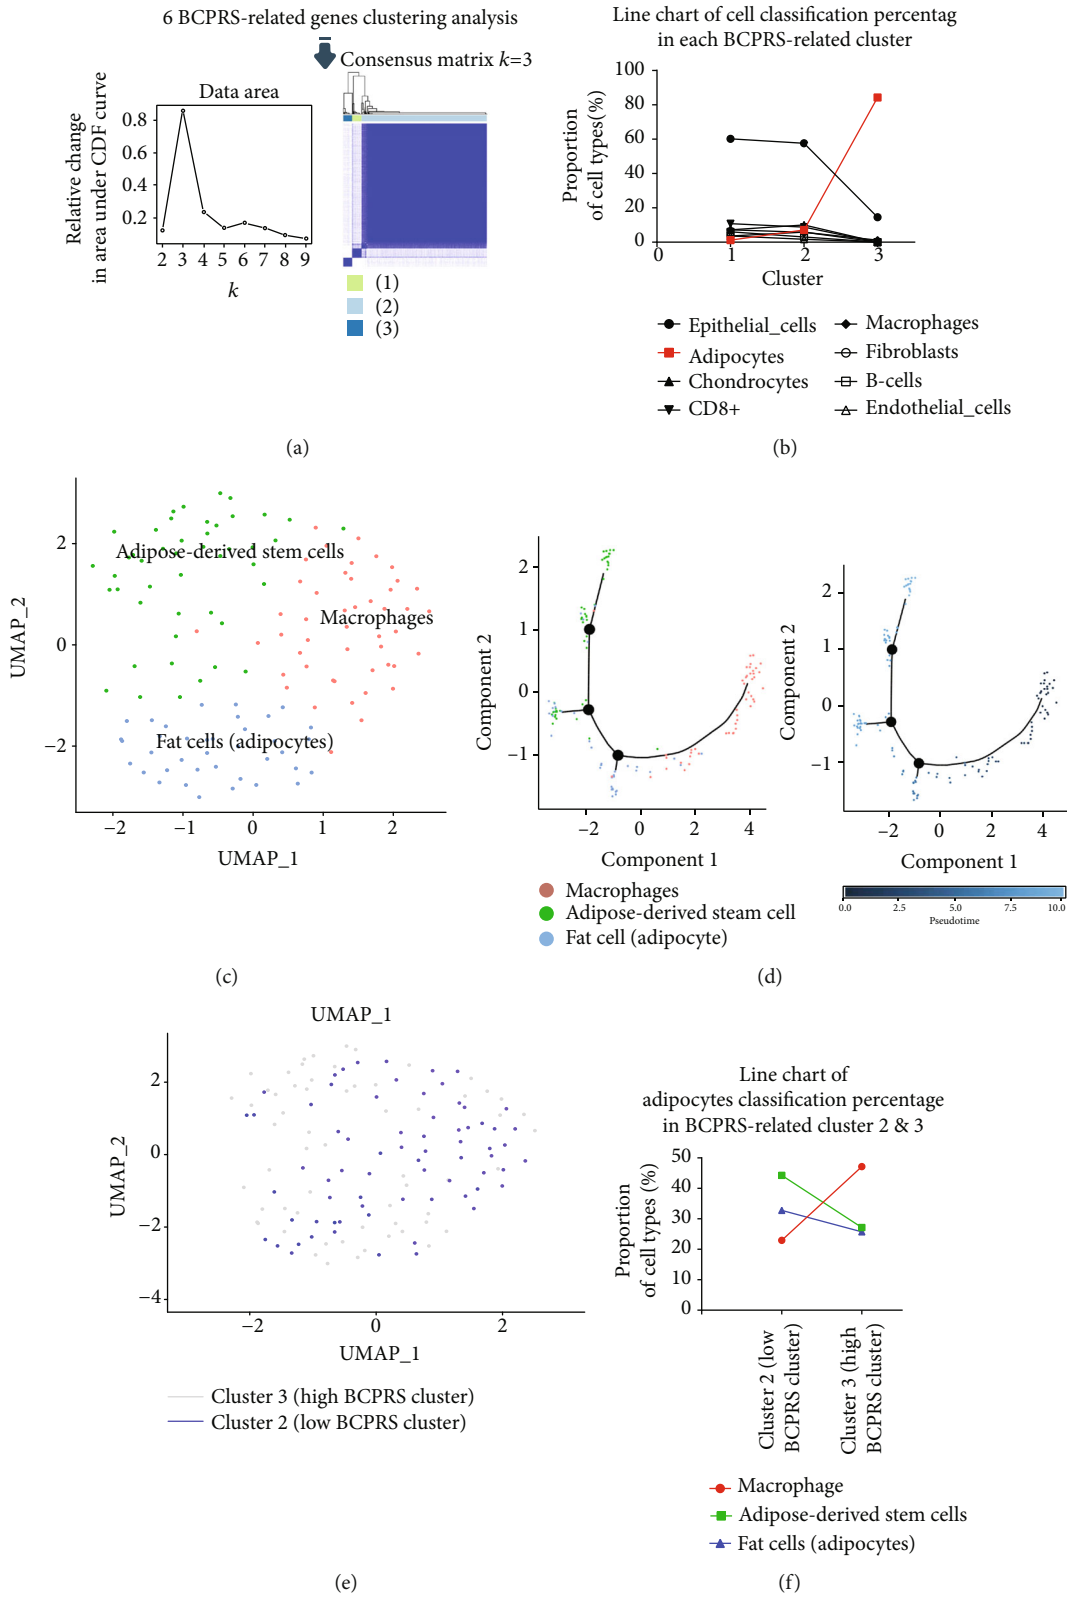 6 BCPRS-related genes clustering analysis
Consensus matrix k=3
Data area
Relative change
in area under CDF curve
0.8
0.6
0.4
0.2
2 3 4 5 6 7 8 9
k
(1)
(2)
(3)
(a)
Line chart of cell classification percentag
in each BCPRS-related cluster
Proportion
of cell types(%)
100
80
60
40
20
0
0 1 2 3
Cluster
Epithelial_cells
Adipocytes
Chondrocytes
CD8+
Macrophages
Fibroblasts
B-cells
Endothelial_cells
(b)
UMAP_2
2
0
−2
Adipose-derived stem cells
Macrophages
Fat cells (adipocytes)
−2 −1 0 1 2
UMAP_1
(c)
Component 2
2
1
0
−1
−2 0 2 4
Component 1
Macrophages
Adipose-derived steam cell
Fat cell (adipocyte)
Component 2
2
1
0
−1
−2 0 2 4
Component 1
0.0 2.5 5.0 7.5 10.0
Pseudotime
(d)
UMAP_1
UMAP_2
2
0
−2
−4
−2 0 2
UMAP_1
Cluster 3 (high BCPRS cluster)
Cluster 2 (low BCPRS cluster)
(e)
Line chart of
adipocytes classification percentage
in BCPRS-related cluster 2 & 3
Proportion
of cell types (%)
50
40
30
20
10
0
Cluster 2 (low
BCPRS cluster)
Cluster 3 (high
BCPRS cluster)
Macrophage
Adipose-derived stem cells
Fat cells (adipocytes)
(f)